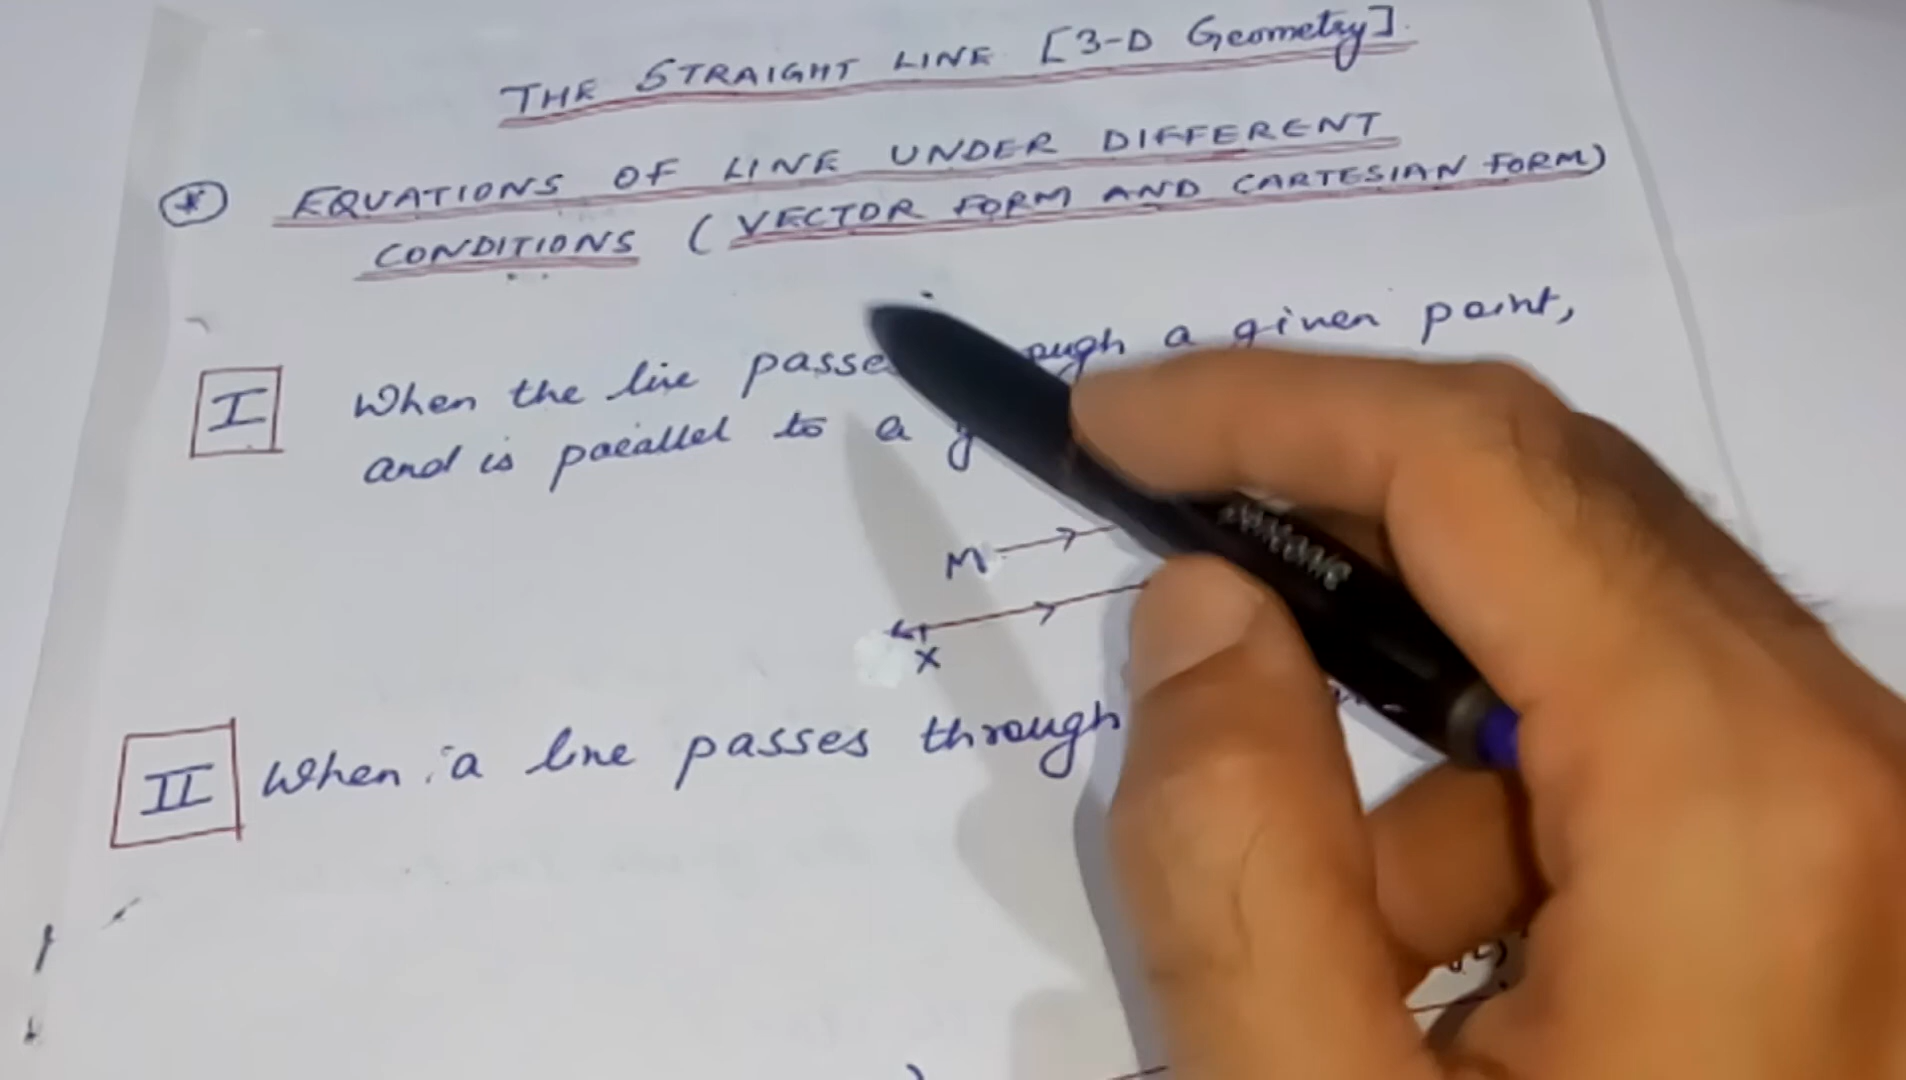 THE STRAIGHT LINE [3-D Geometry].
* EQUATIONS OF LINE UNDER DIFFERENT
CONDITIONS (VECTOR FORM AND CARTESIAN FORM)
I When the line passe ough a given point,
and is parallel to a g
M
X
II When a line passes through